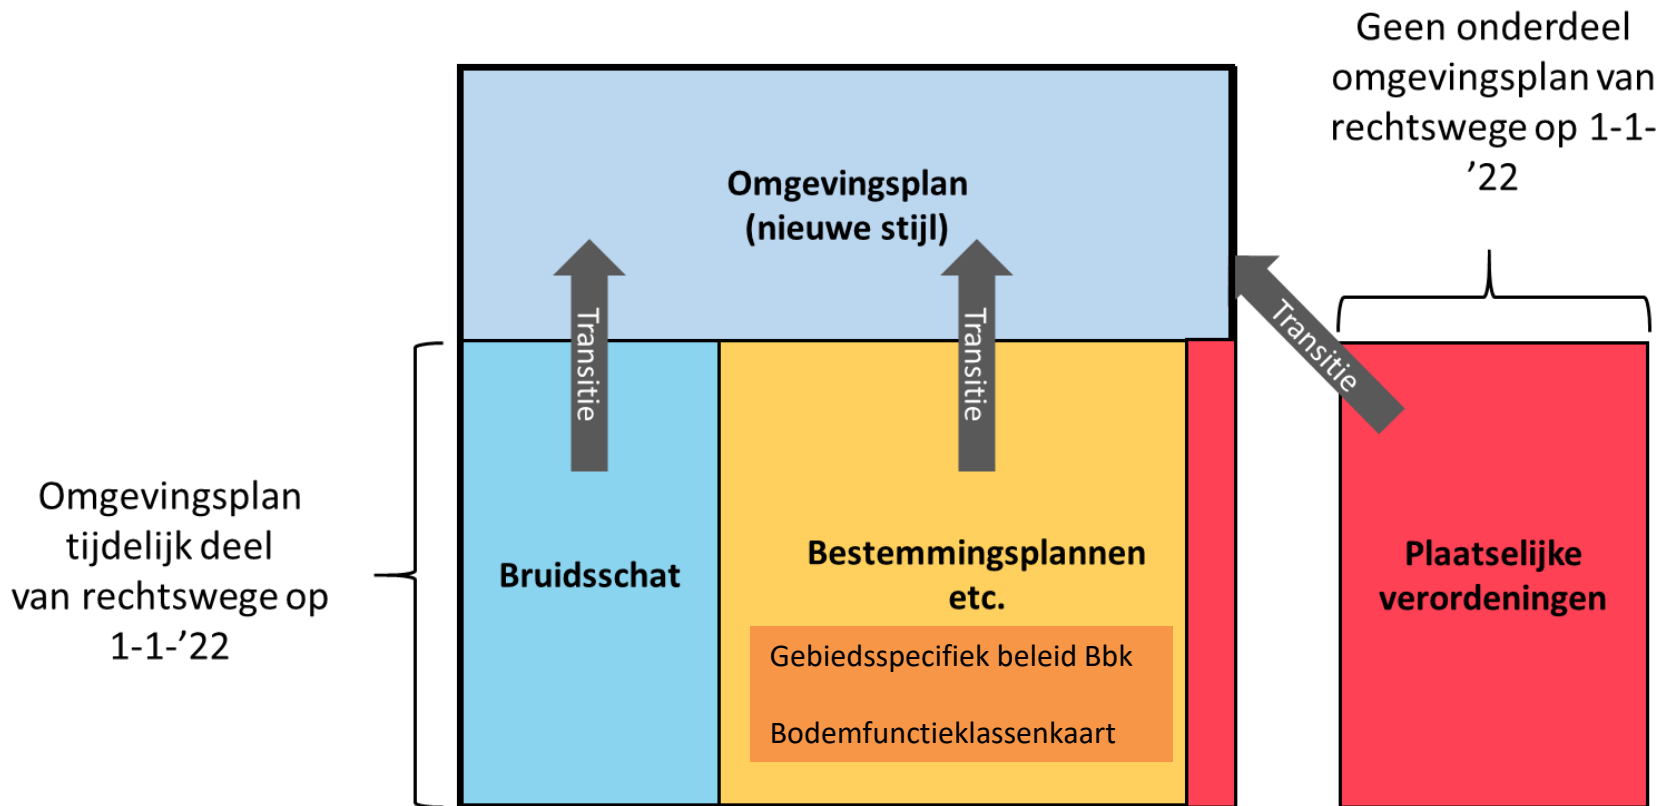 Geen onderdeel
omgevingsplan van
rechtswege op 1-1-
’22
Omgevingsplan
(nieuwe stijl)
Transitie
Transitie
Transitie
Omgevingsplan
tijdelijk deel
van rechtswege op
1-1-’22
Bruidsschat
Bestemmingsplannen
etc.
Gebiedsspecifiek beleid Bbk
Bodemfunctieklassenkaart
Plaatselijke
verordeningen